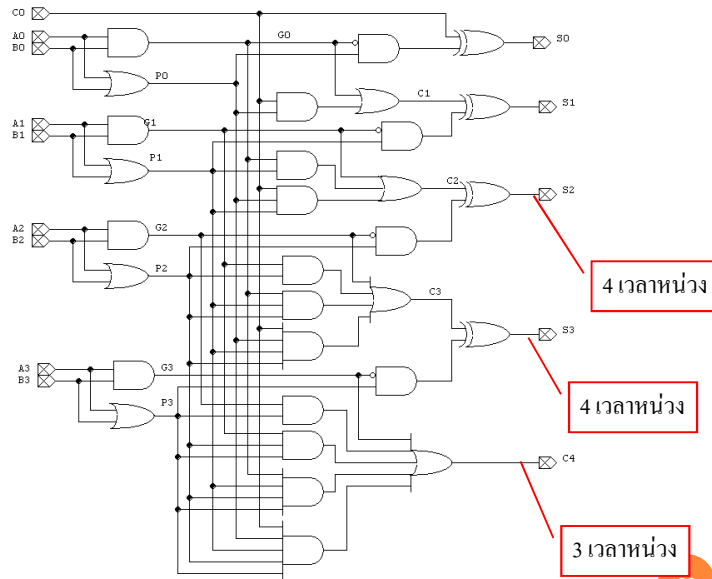 C0
A0
B0
G0
S0
P0
C1
S1
A1
B1
G1
P1
C2
S2
A2
B2
G2
P2
4 เวลาหน่วง
C3
S3
A3
B3
G3
P3
4 เวลาหน่วง
C4
3 เวลาหน่วง